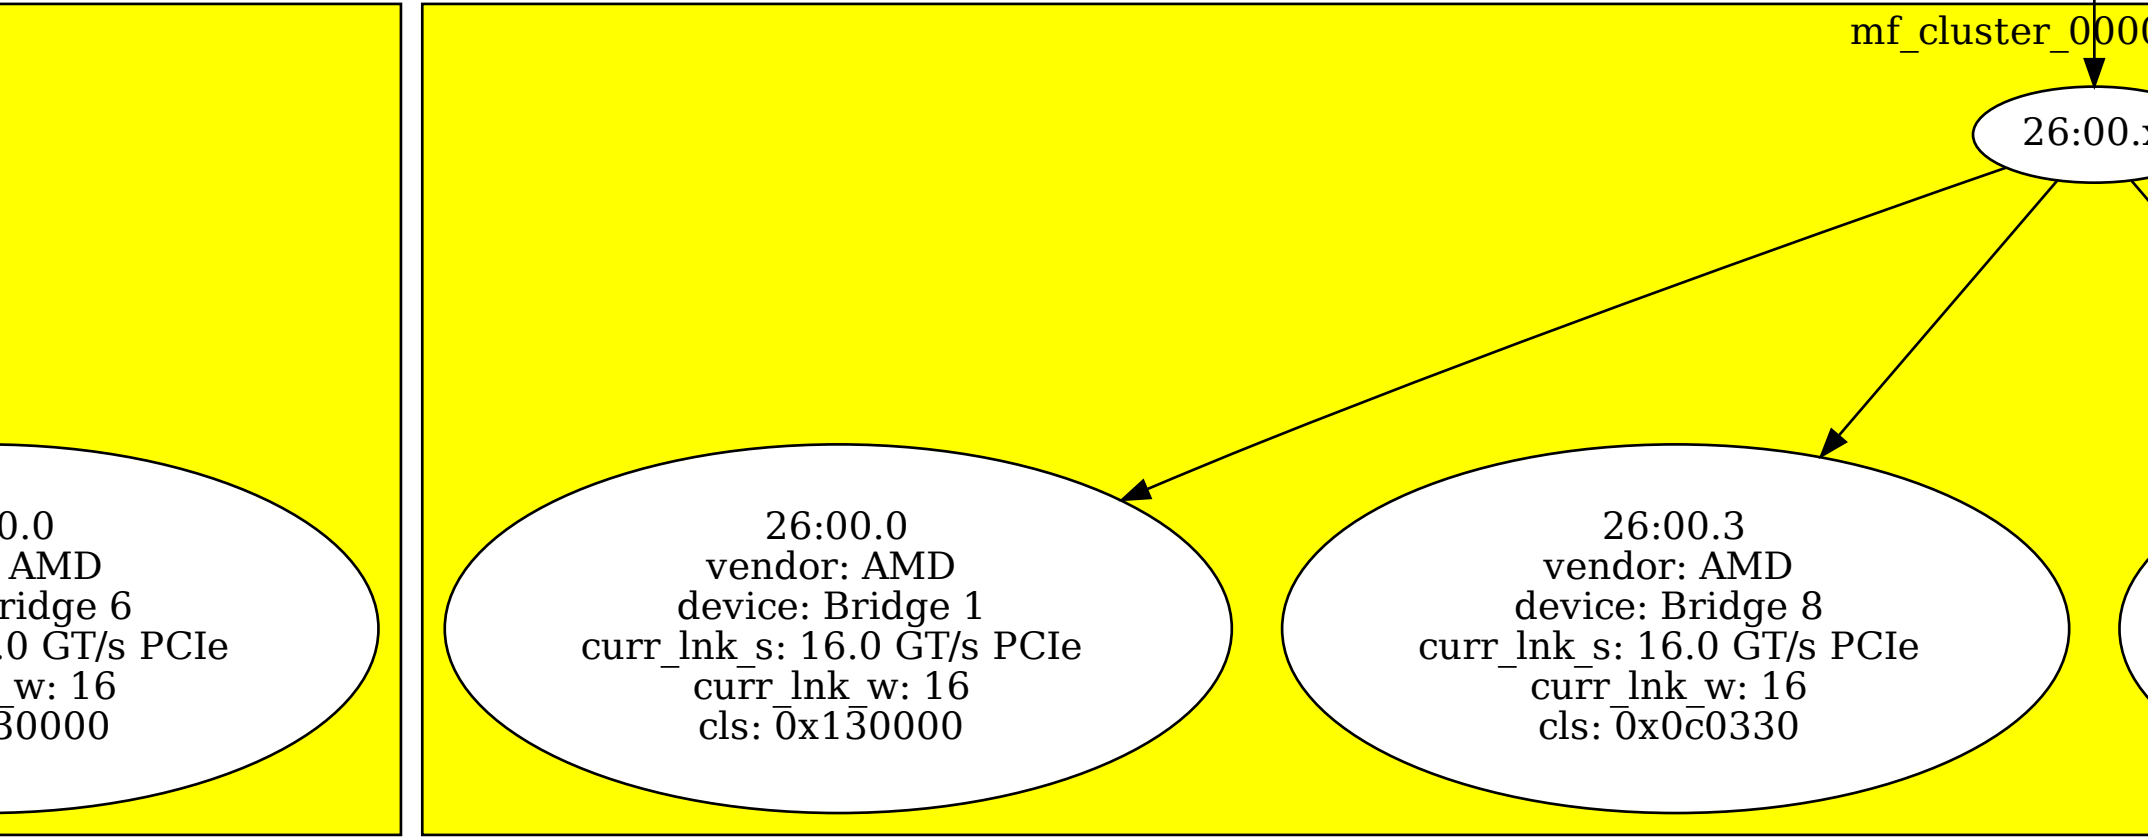 mf_cluster_0000
26:00.x
0.0
AMD
ridge 6
.0 GT/s PCIe
_w: 16
30000
26:00.0
vendor: AMD
device: Bridge 1
curr_lnk_s: 16.0 GT/s PCIe
curr_lnk_w: 16
cls: 0x130000
26:00.3
vendor: AMD
device: Bridge 8
curr_lnk_s: 16.0 GT/s PCIe
curr_lnk_w: 16
cls: 0x0c0330